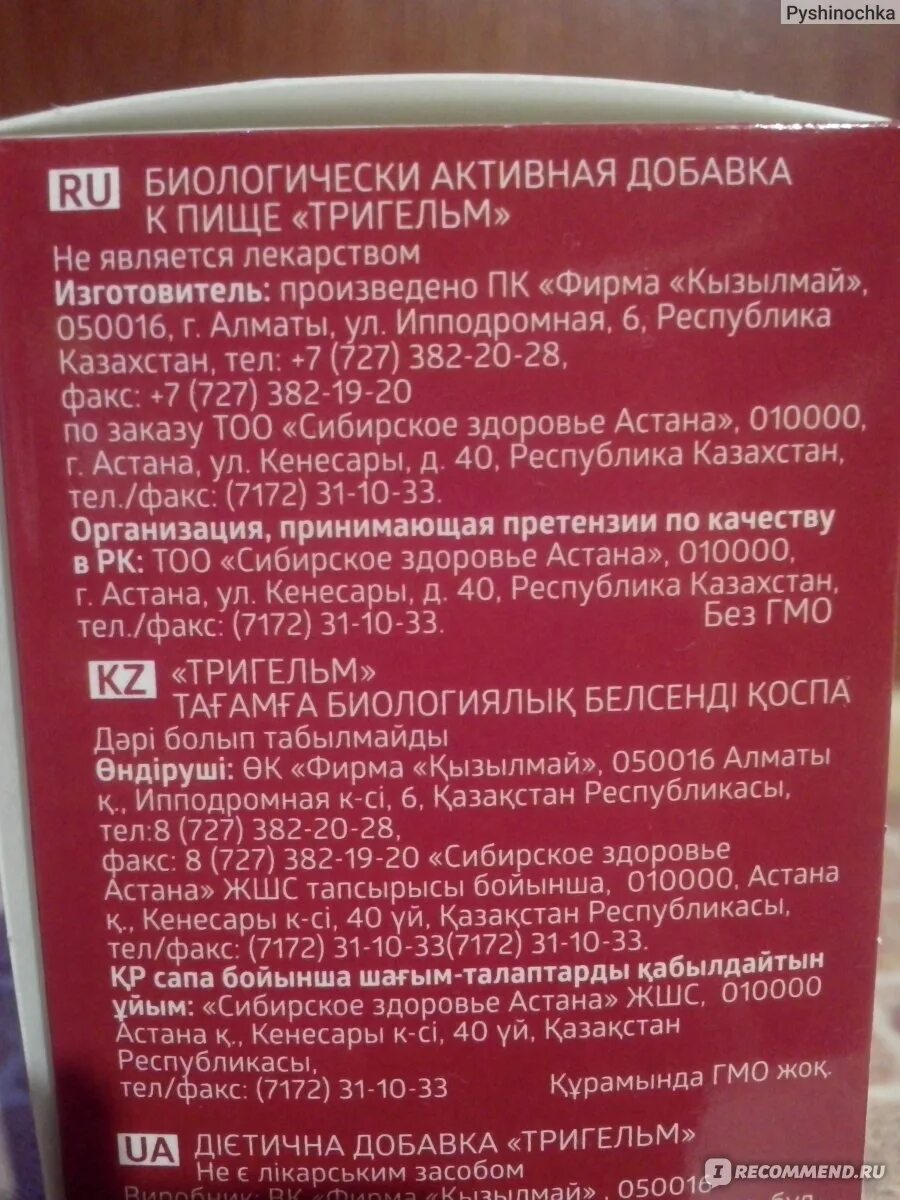 Pyshinochka
RU БИОЛОГИЧЕСКИ АКТИВНАЯ ДОБАВКА
К ПИЩЕ «ТРИГЕЛЬМ»
Не является лекарством
Изготовитель: произведено ПК «Фирма «Кызылмай»,
050016, г. Алматы, ул. Ипподромная, 6, Республика
Казахстан, тел: +7 (727) 382-20-28,
факс: +7 (727) 382-19-20
по заказу ТОО «Сибирское здоровье Астана», 010000,
г. Астана, ул. Кенесары, д. 40, Республика Казахстан,
тел./факс: (7172) 31-10-33.
Организация, принимающая претензии по качеству
в РК: ТОО «Сибирское здоровье Астана», 010000,
г. Астана, ул. Кенесары, д. 40, Республика Казахстан,
тел./факс: (7172) 31-10-33. Без ГМО
KZ «ТРИГЕЛЬМ»
ТАҒАМҒА БИОЛОГИЯЛЫҚ БЕЛСЕНДІ ҚОСПА
Дәрі болып табылмайды
Өндіруші: ӨК «Фирма «Қызылмай», 050016 Алматы
қ., Ипподромная к-сі, 6, Қазақстан Республикасы,
тел:8 (727) 382-20-28,
факс: 8 (727) 382-19-20 «Сибирское здоровье
Астана» ЖШС тапсырысы бойынша, 010000, Астана
қ., Кенесары к-сі, 40 үй, Қазақстан Республикасы,
тел/факс: (7172) 31-10-33(7172) 31-10-33.
ҚР сапа бойынша шағым-талаптарды қабылдайтын
ұйым: «Сибирское здоровье Астана» ЖШС, 010000
Астана қ., Кенесары к-сі, 40 үй, Қазақстан
Республикасы,
тел/факс: (7172) 31-10-33 Құрамында ГМО жоқ.
UA ДІЄТИЧНА ДОБАВКА «ТРИГЕЛЬМ»
Не є лікарським засобом
Виробник: ВК «Фирма «Кызылмай», 050016
IRECOMMEND.RU